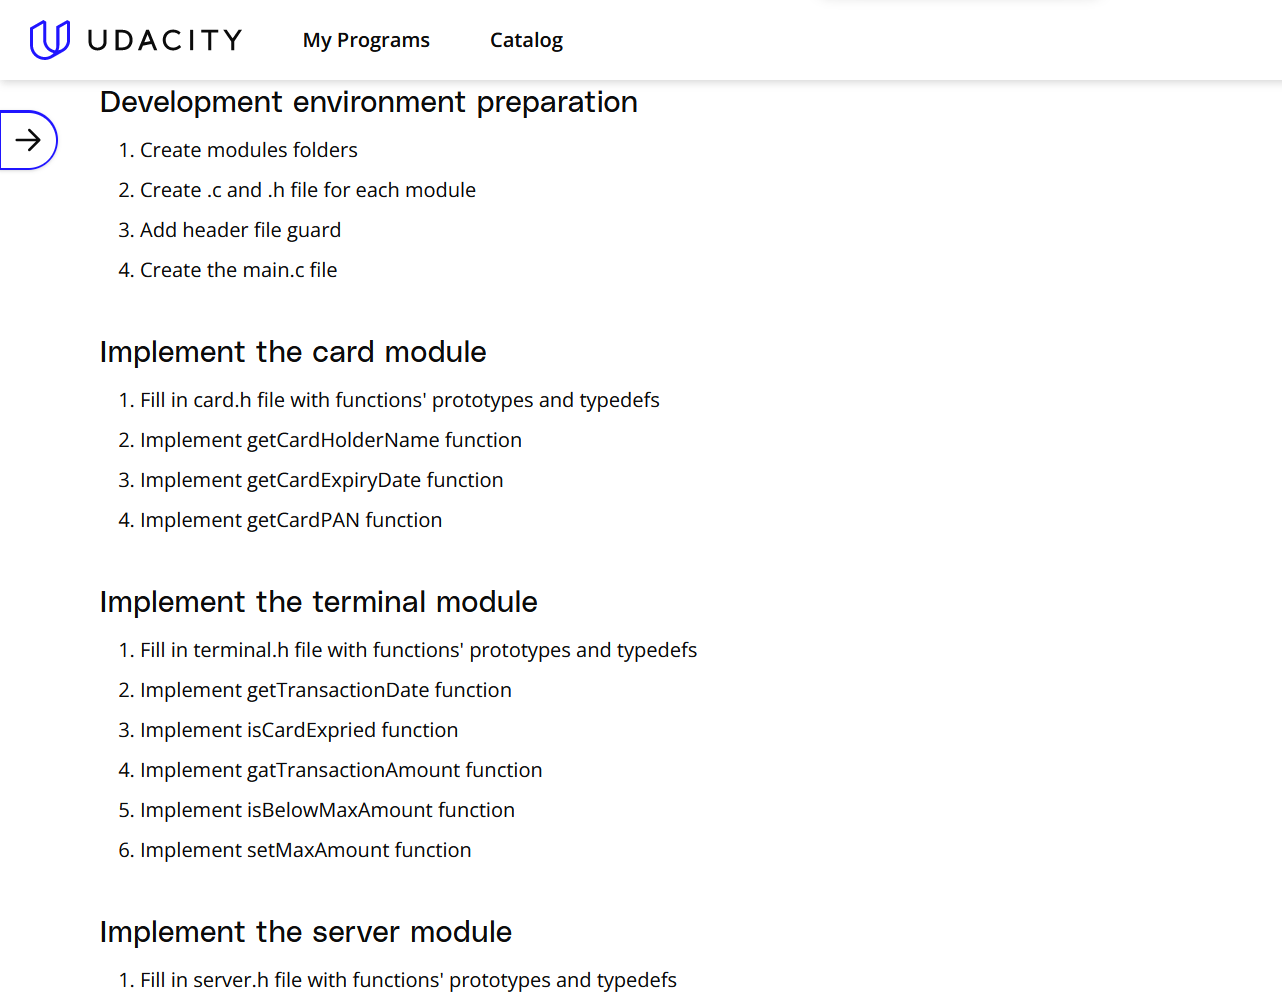 UDACITY My Programs Catalog
Development environment preparation
1. Create modules folders
2. Create .c and .h file for each module
3. Add header file guard
4. Create the main.c file
Implement the card module
1. Fill in card.h file with functions' prototypes and typedefs
2. Implement getCardHolderName function
3. Implement getCardExpiryDate function
4. Implement getCardPAN function
Implement the terminal module
1. Fill in terminal.h file with functions' prototypes and typedefs
2. Implement getTransactionDate function
3. Implement isCardExpried function
4. Implement gatTransactionAmount function
5. Implement isBelowMaxAmount function
6. Implement setMaxAmount function
Implement the server module
1. Fill in server.h file with functions' prototypes and typedefs